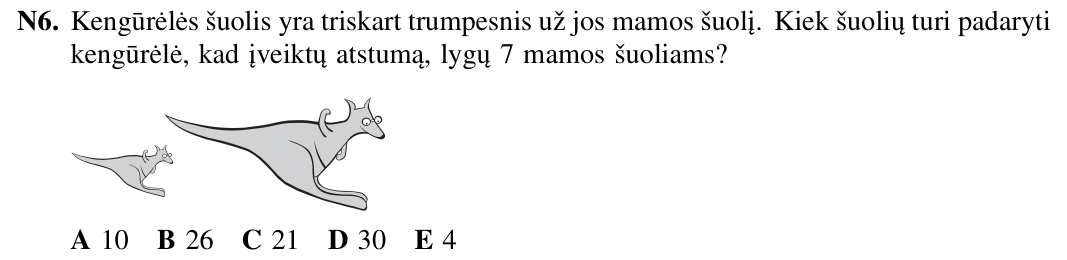 N6. Kengūrėlės šuolis yra triskart trumpesnis už jos mamos šuolį. Kiek šuolių turi padaryti
kengūrėlė, kad įveiktų atstumą, lygų 7 mamos šuoliams?
A 10 B 26 C 21 D 30 E 4